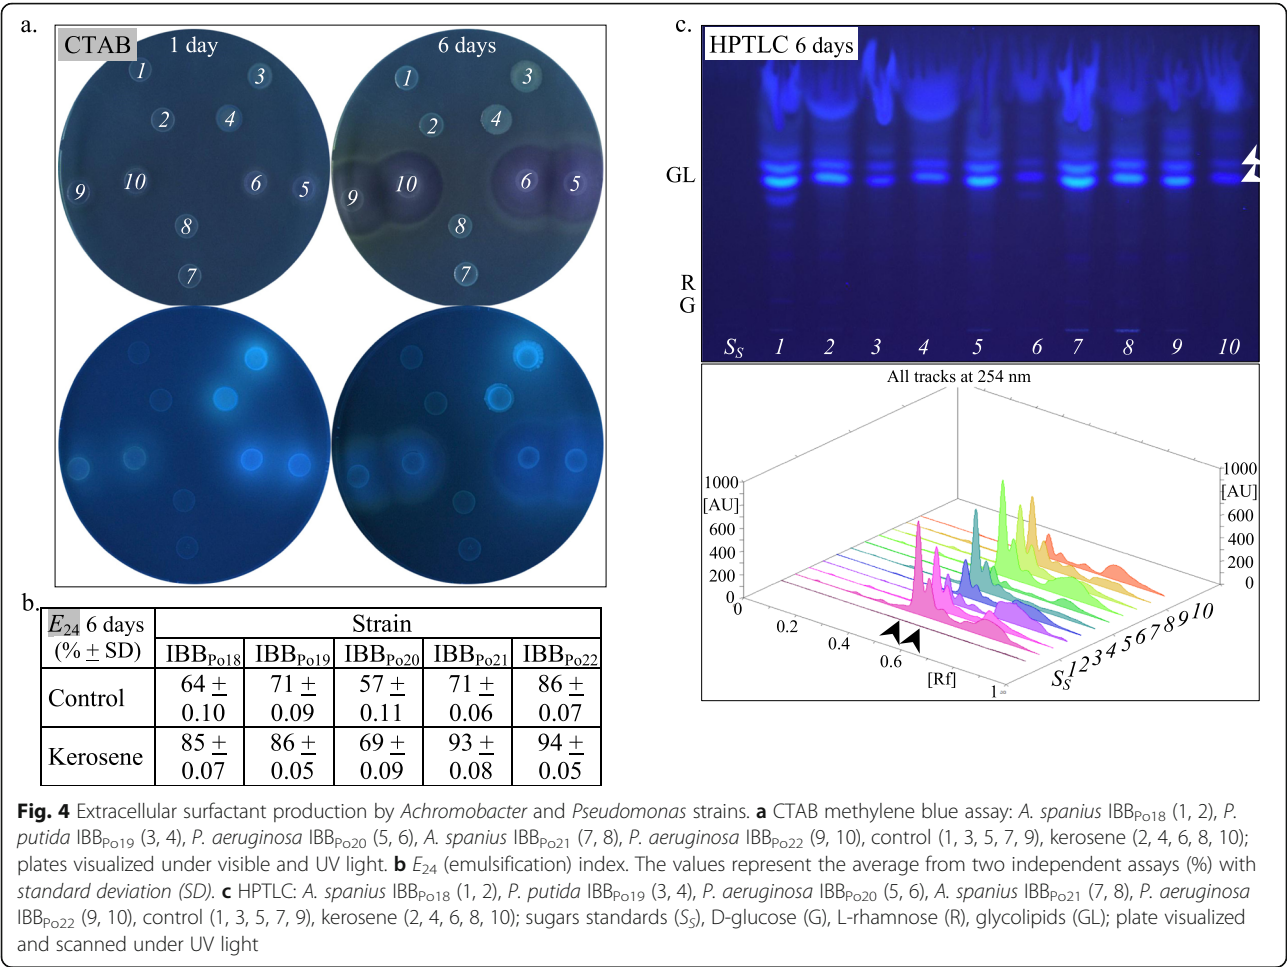 a.
CTAB
1 day
6 days
1
3
2
4
9
10
6
5
8
7
1
3
2
4
9
10
6
5
8
7
b.
E24 6 days
(% ± SD)
Strain
IBBPo18
IBBPo19
IBBPo20
IBBPo21
IBBPo22
Control
64 ±
0.10
71 ±
0.09
57 ±
0.11
71 ±
0.06
86 ±
0.07
Kerosene
85 ±
0.07
86 ±
0.05
69 ±
0.09
93 ±
0.08
94 ±
0.05
c.
HPTLC 6 days
GL
R
G
SS 1 2 3 4 5 6 7 8 9 10
All tracks at 254 nm
1000
[AU]
600
400
200
0
1000
[AU]
600
400
200
0
0
0.2
0.4
0.6
[Rf]
1
SS 1 2 3 4 5 6 7 8 9 10
Fig. 4 Extracellular surfactant production by Achromobacter and Pseudomonas strains. a CTAB methylene blue assay: A. spanius IBBPo18 (1, 2), P.
putida IBBPo19 (3, 4), P. aeruginosa IBBPo20 (5, 6), A. spanius IBBPo21 (7, 8), P. aeruginosa IBBPo22 (9, 10), control (1, 3, 5, 7, 9), kerosene (2, 4, 6, 8, 10);
plates visualized under visible and UV light. b E24 (emulsification) index. The values represent the average from two independent assays (%) with
standard deviation (SD). c HPTLC: A. spanius IBBPo18 (1, 2), P. putida IBBPo19 (3, 4), P. aeruginosa IBBPo20 (5, 6), A. spanius IBBPo21 (7, 8), P. aeruginosa
IBBPo22 (9, 10), control (1, 3, 5, 7, 9), kerosene (2, 4, 6, 8, 10); sugars standards (SS), D-glucose (G), L-rhamnose (R), glycolipids (GL); plate visualized
and scanned under UV light